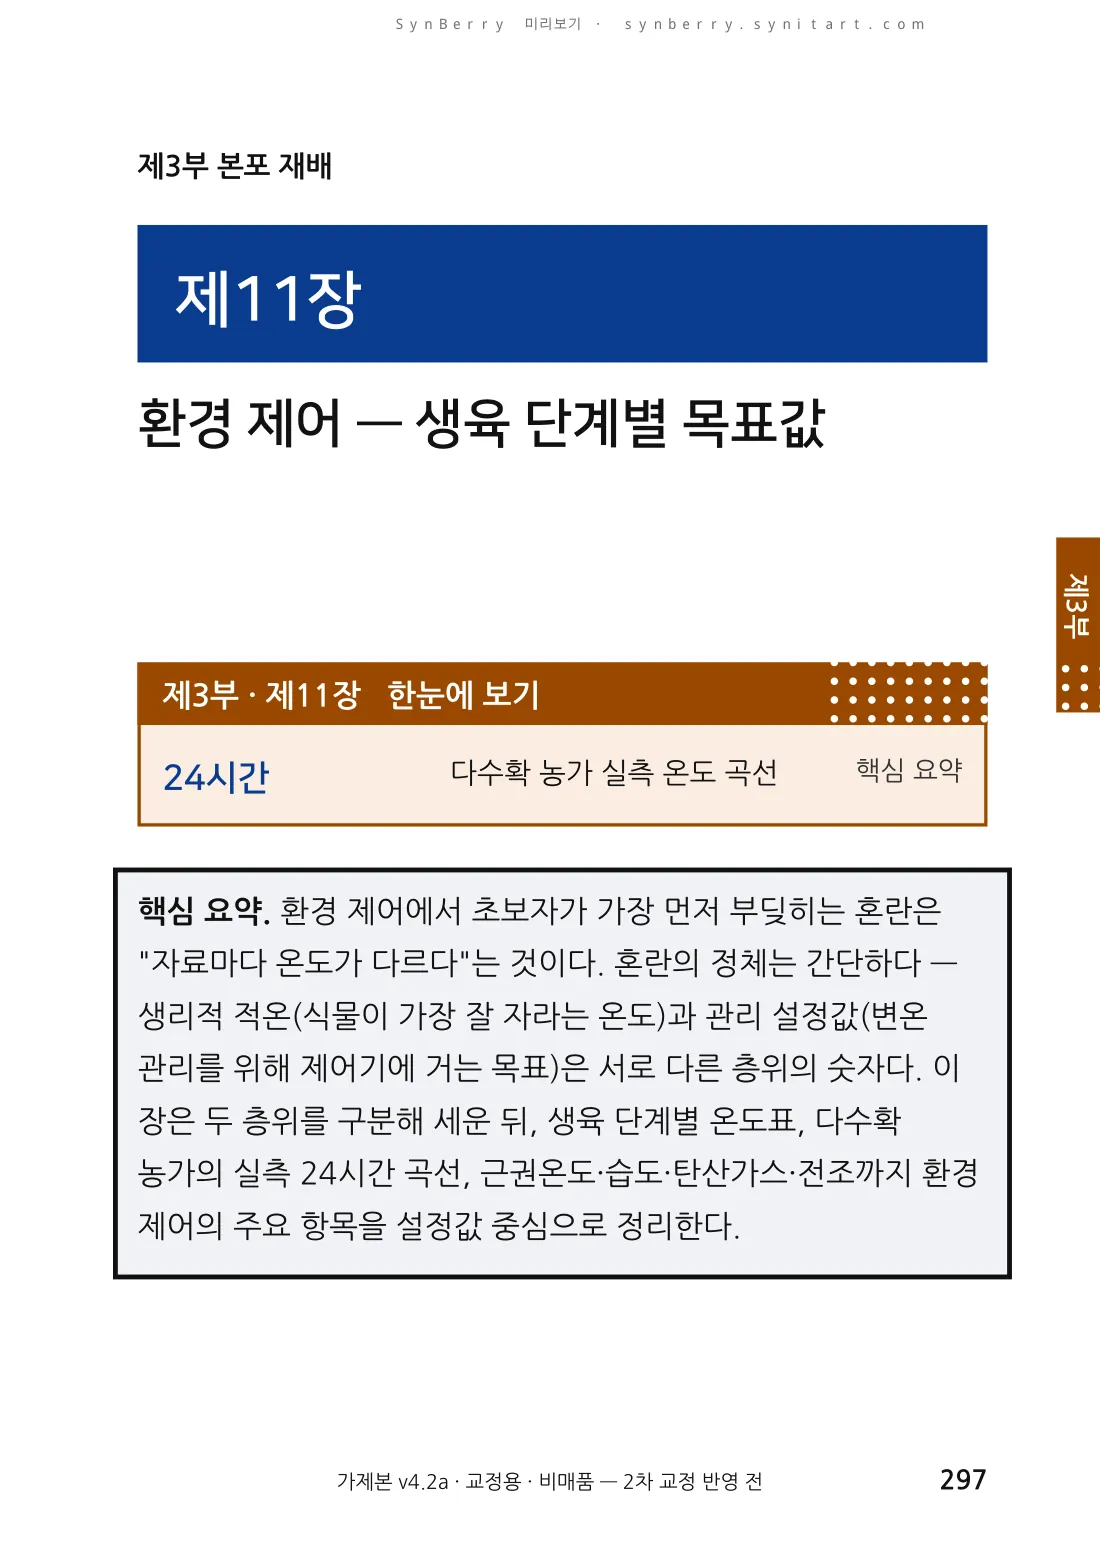 SynBerry 미리보기 · synberry.synitart.com
제3부 본포 재배
제11장
환경 제어 — 생육 단계별 목표값
제3부
제3부 · 제11장 한눈에 보기
24시간 다수확 농가 실측 온도 곡선 핵심 요약
핵심 요약. 환경 제어에서 초보자가 가장 먼저 부딪히는 혼란은
"자료마다 온도가 다르다"는 것이다. 혼란의 정체는 간단하다 —
생리적 적온(식물이 가장 잘 자라는 온도)과 관리 설정값(변온
관리를 위해 제어기에 거는 목표)은 서로 다른 층위의 숫자다. 이
장은 두 층위를 구분해 세운 뒤, 생육 단계별 온도표, 다수확
농가의 실측 24시간 곡선, 근권온도·습도·탄산가스·전조까지 환경
제어의 주요 항목을 설정값 중심으로 정리한다.
가제본 v4.2a · 교정용 · 비매품 — 2차 교정 반영 전
297